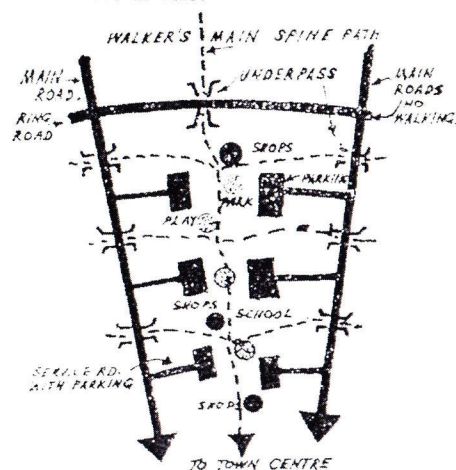 WALKER'S MAIN SPINE PATH
MAIN
ROAD.
UNDERPASS
MAIN
ROADS
(NO
WALKING)
RING
ROAD
SHOPS
PARKING
PARK
PLAY
SHOPS
SCHOOL
SERVICE RD.
WITH PARKING
SHOPS
TO TOWN CENTRE